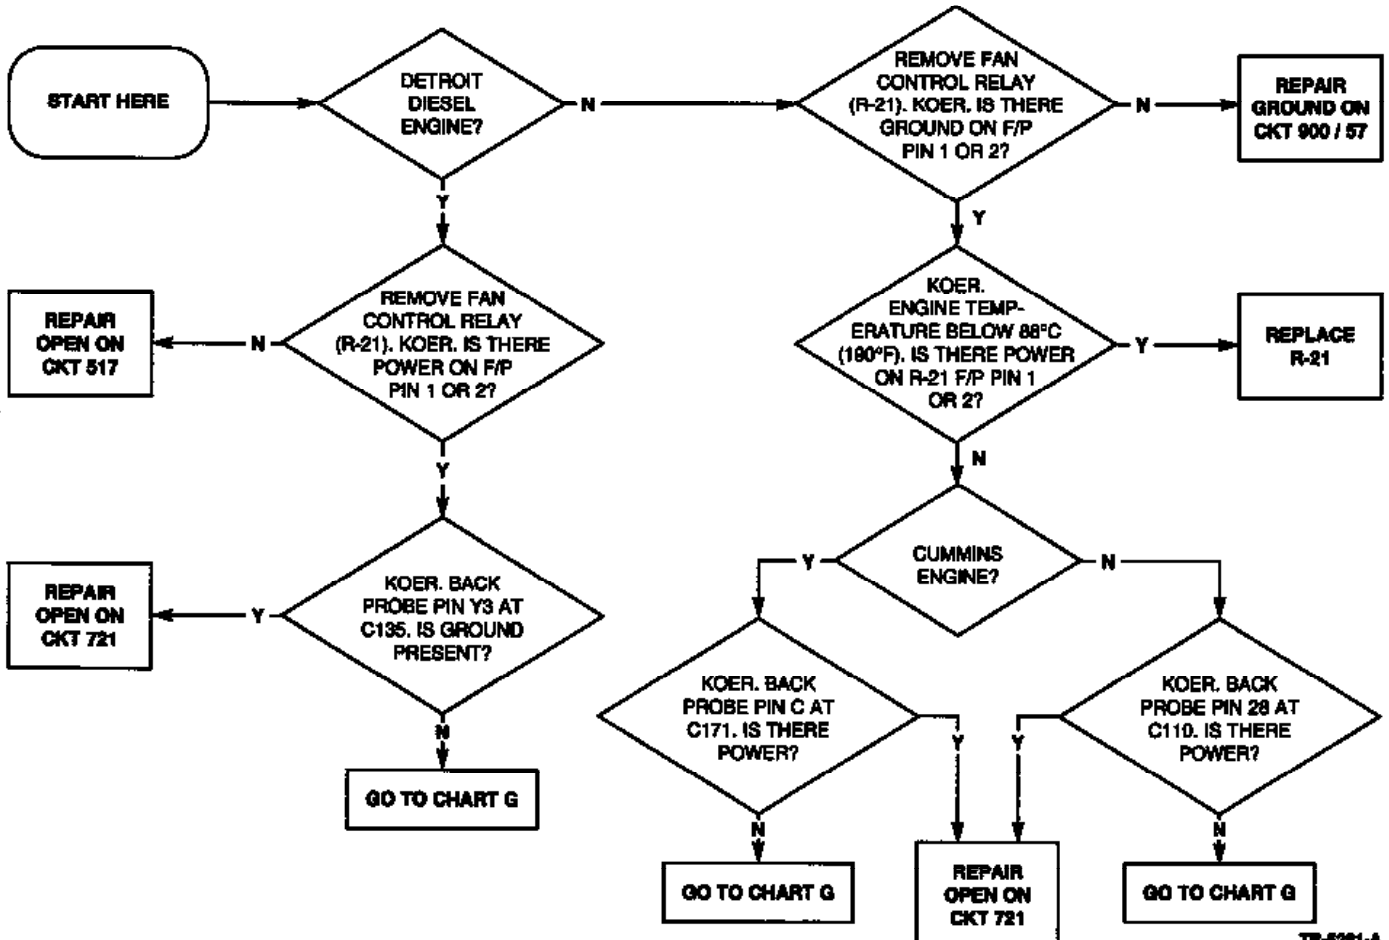 START HERE
DETROIT
DIESEL
ENGINE?
N
REMOVE FAN
CONTROL RELAY
(R-21). KOER. IS THERE
GROUND ON F/P
PIN 1 OR 2?
N
REPAIR
GROUND ON
CKT 900 / 57
Y
Y
REPAIR
OPEN ON
CKT 517
N
REMOVE FAN
CONTROL RELAY
(R-21). KOER. IS THERE
POWER ON F/P
PIN 1 OR 2?
KOER.
ENGINE TEMP-
ERATURE BELOW 88°C
(190°F). IS THERE POWER
ON R-21 F/P PIN 1
OR 2?
Y
REPLACE
R-21
Y
N
REPAIR
OPEN ON
CKT 721
Y
KOER. BACK
PROBE PIN Y3 AT
C135. IS GROUND
PRESENT?
Y
CUMMINS
ENGINE?
N
N
GO TO CHART G
KOER. BACK
PROBE PIN C AT
C171. IS THERE
POWER?
Y
Y
KOER. BACK
PROBE PIN 28 AT
C110. IS THERE
POWER?
N
N
GO TO CHART G
REPAIR
OPEN ON
CKT 721
GO TO CHART G